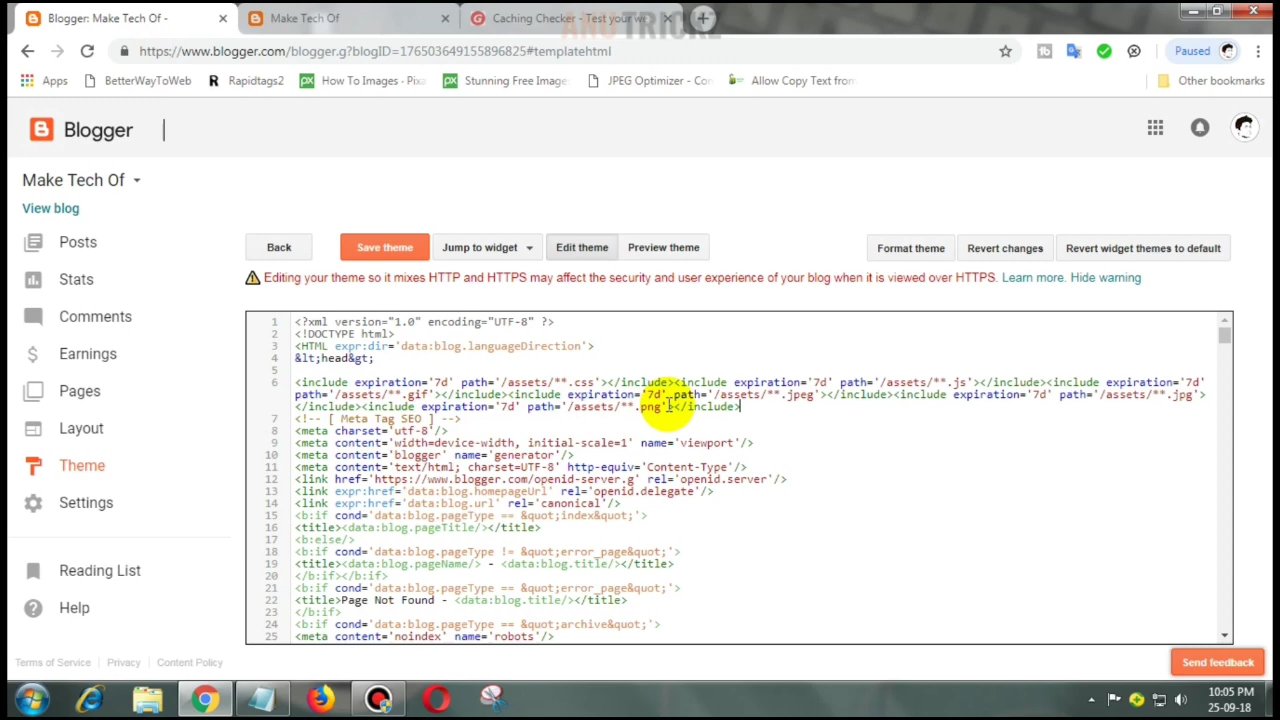 Blogger: Make Tech Of -
Make Tech Of
Caching Checker - Test your we
https://www.blogger.com/blogger.g?blogID=176503649155896825#templatehtml
Paused
Apps
BetterWayToWeb
Rapidtags2
How To Images · Pixa
Stunning Free Image
JPEG Optimizer - Con
Allow Copy Text from
Other bookmarks
Blogger
Make Tech Of
View blog
Posts
Stats
Comments
Earnings
Pages
Layout
Theme
Settings
Reading List
Help
Terms of Service
Privacy
Content Policy
Back
Save theme
Jump to widget
Edit theme
Preview theme
Format theme
Revert changes
Revert widget themes to default
Editing your theme so it mixes HTTP and HTTPS may affect the security and user experience of your blog when it is viewed over HTTPS. Learn more. Hide warning
1 <?xml version="1.0" encoding="UTF-8" ?>
2 <!DOCTYPE html>
3 <HTML expr:dir='data:blog.languageDirection'>
4 &lt;head&gt;
5
6 <include expiration='7d' path='/assets/**.css'></include><include expiration='7d' path='/assets/**.js'></include><include expiration='7d'
path='/assets/**.gif'></include><include expiration='7d' path='/assets/**.jpeg'></include><include expiration='7d' path='/assets/**.jpg'>
</include><include expiration='7d' path='/assets/**.png'></include>
7 <!-- [ Meta Tag SEO ] -->
8 <meta charset='utf-8'/>
9 <meta content='width=device-width, initial-scale=1' name='viewport'/>
10 <meta content='blogger' name='generator'/>
11 <meta content='text/html; charset=UTF-8' http-equiv='Content-Type'/>
12 <link href='https://www.blogger.com/openid-server.g' rel='openid.server'/>
13 <link expr:href='data:blog.homepageUrl' rel='openid.delegate'/>
14 <link expr:href='data:blog.url' rel='canonical'/>
15 <b:if cond='data:blog.pageType == &quot;index&quot;'>
16 <title><data:blog.pageTitle/></title>
17 <b:else/>
18 <b:if cond='data:blog.pageType != &quot;error_page&quot;'>
19 <title><data:blog.pageName/> - <data:blog.title/></title>
20 </b:if></b:if>
21 <b:if cond='data:blog.pageType == &quot;error_page&quot;'>
22 <title>Page Not Found - <data:blog.title/></title>
23 </b:if>
24 <b:if cond='data:blog.pageType == &quot;archive&quot;'>
25 <meta content='noindex' name='robots'/>
Send feedback
10:05 PM
25-09-18